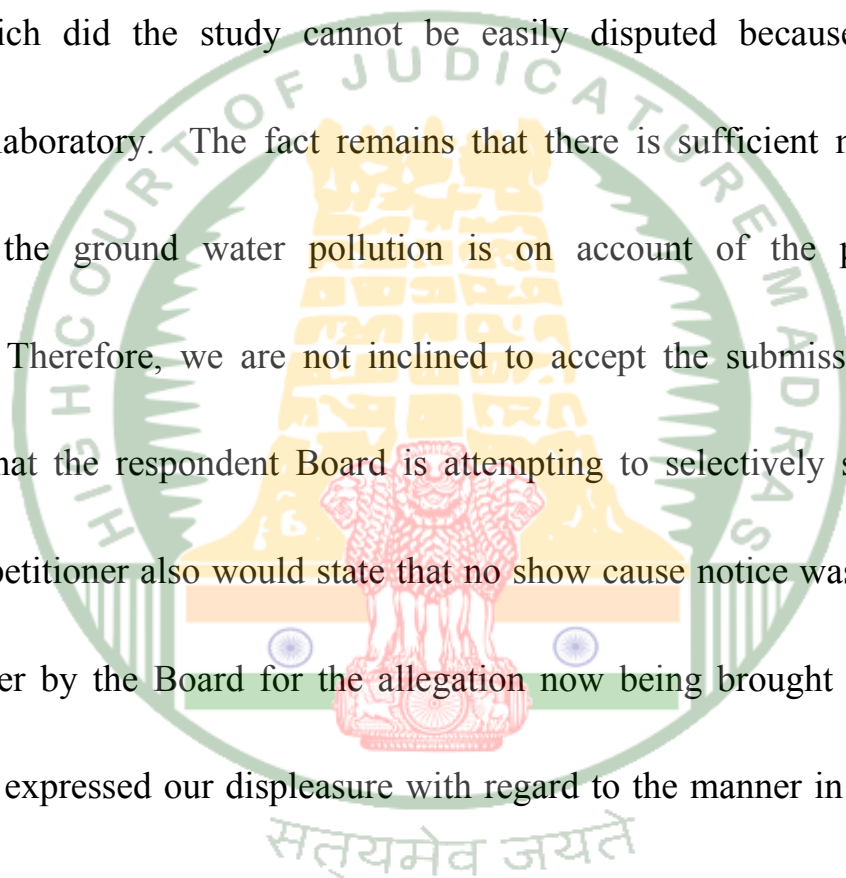 ich did the study cannot be easily disputed because
laboratory. The fact remains that there is sufficient
the ground water pollution is on account of the
Therefore, we are not inclined to accept the submiss
hat the respondent Board is attempting to selectively
petitioner also would state that no show cause notice was
er by the Board for the allegation now being brought
expressed our displeasure with regard to the manner in
HIGH COURT OF JUDICATURE MADRAS
सत्यमेव जयते